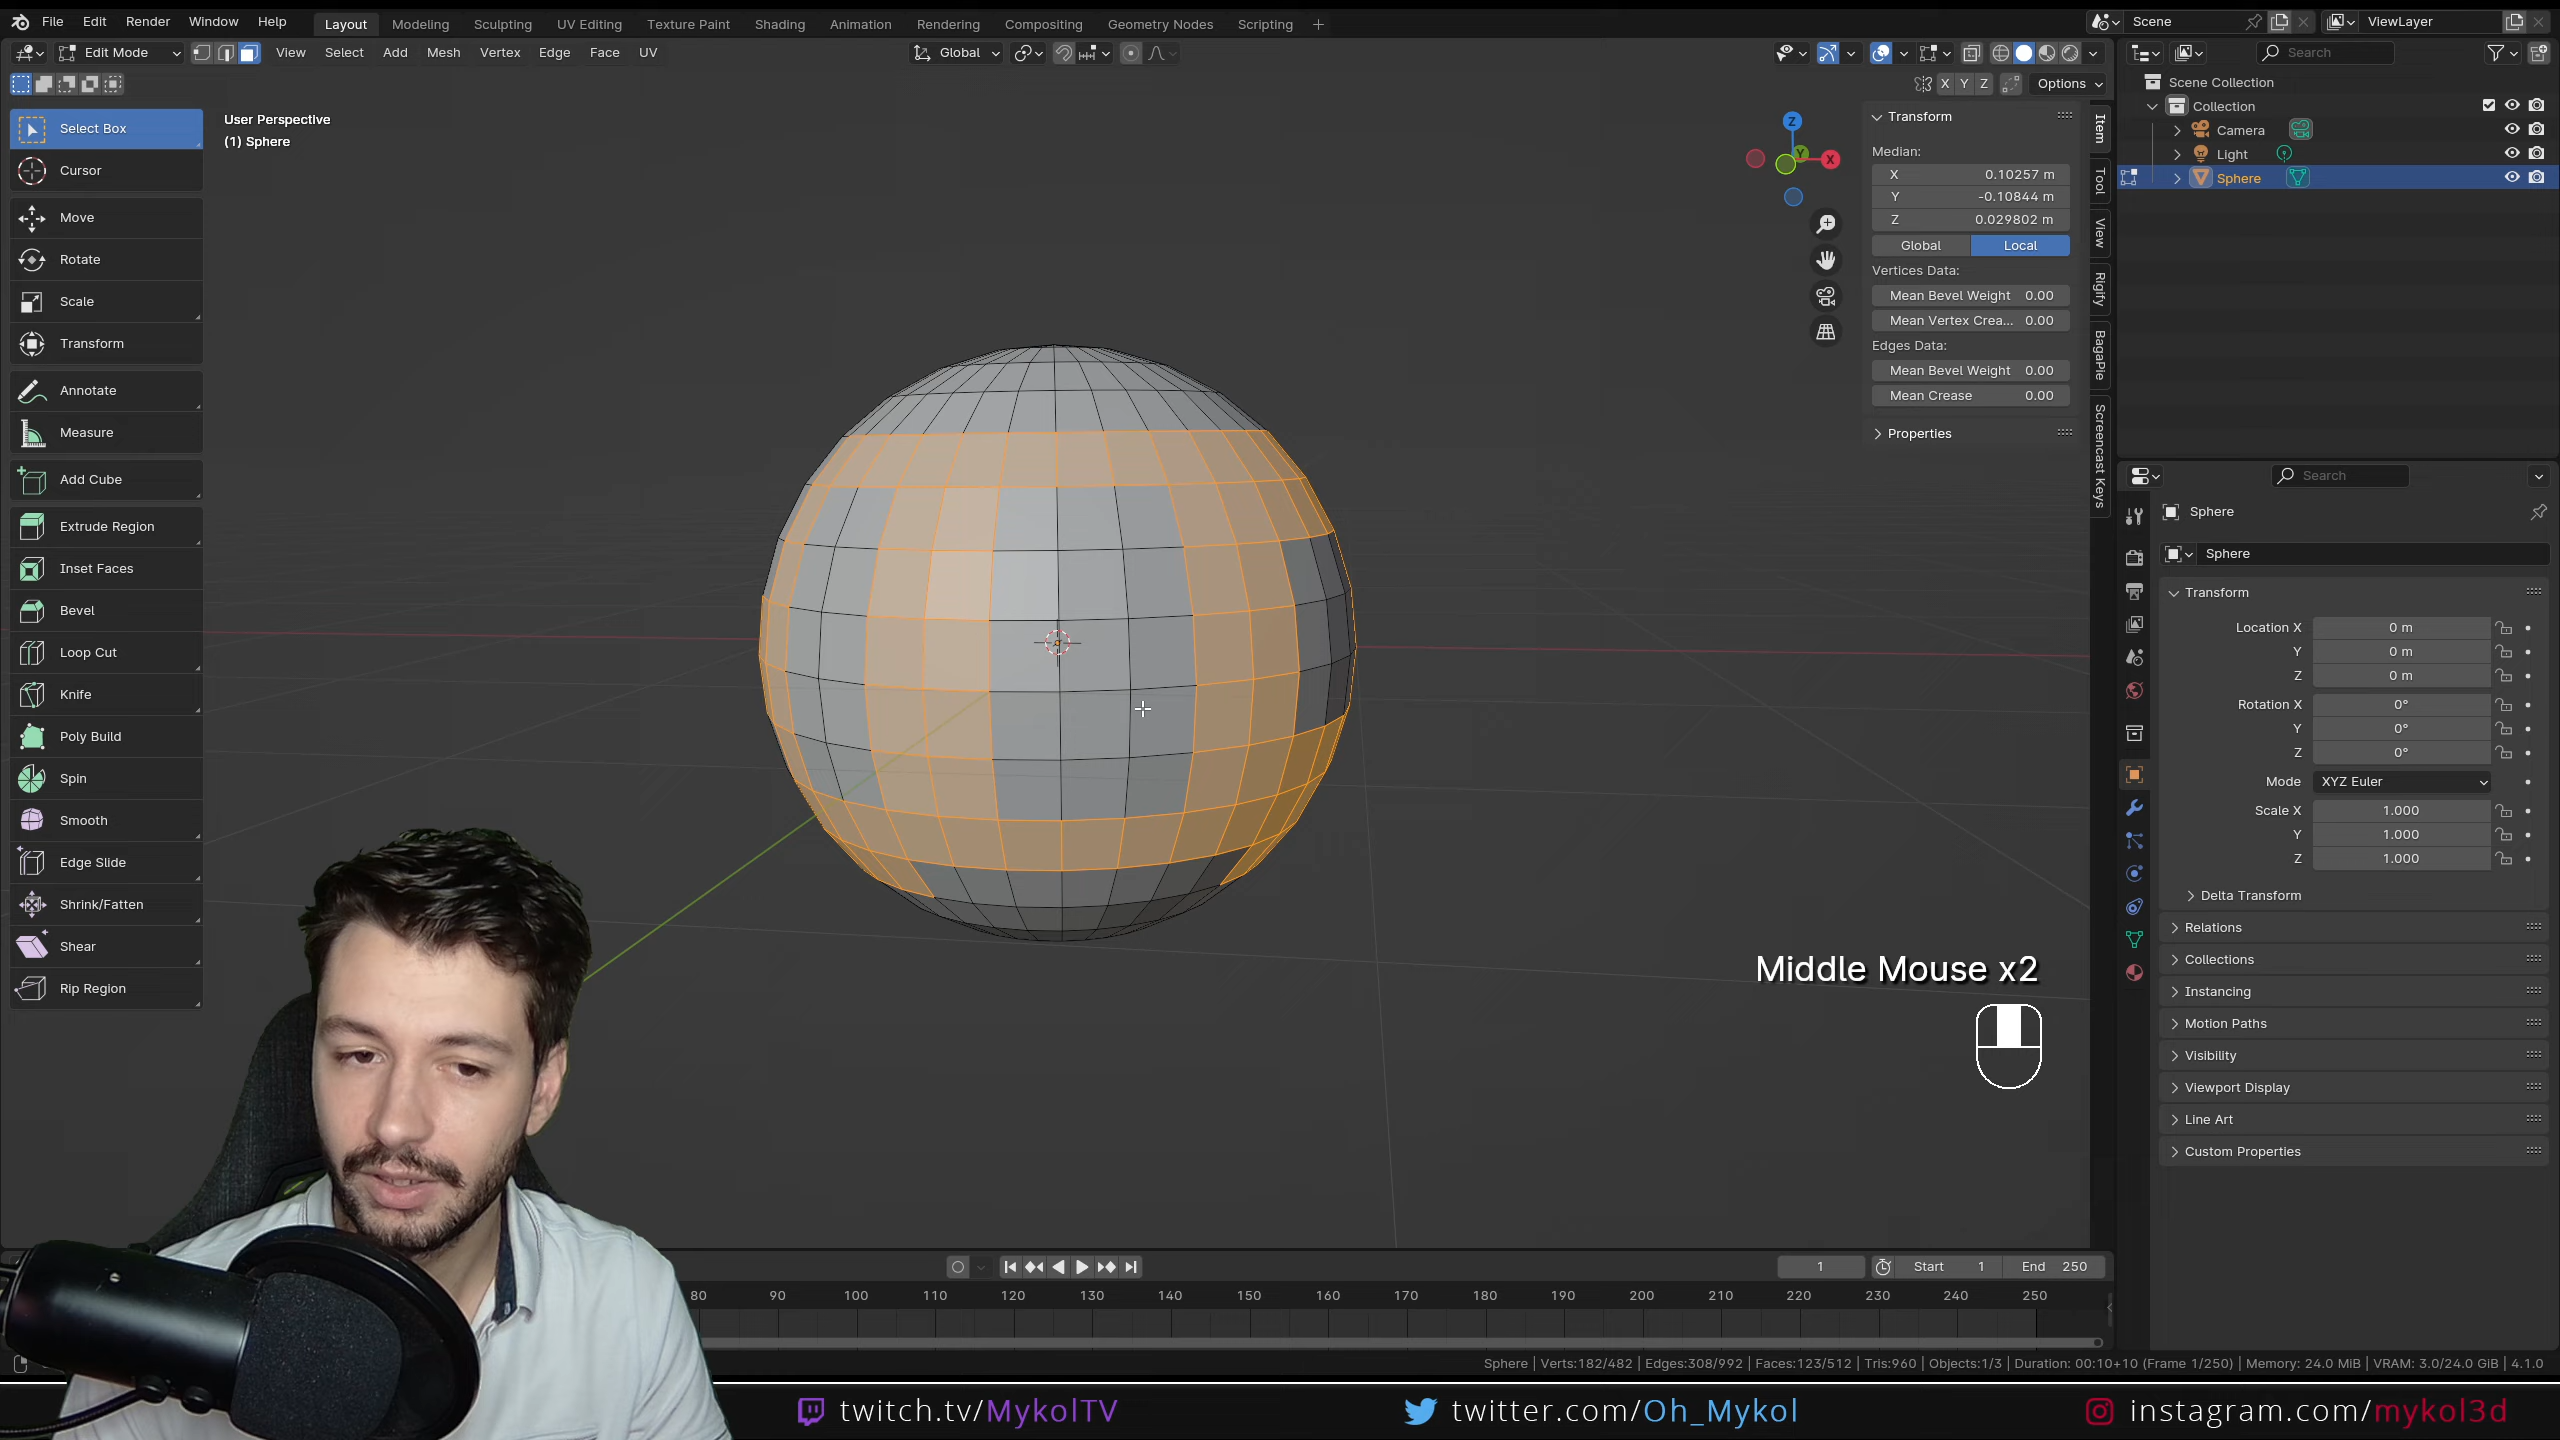 File Edit Render Window Help Layout Modeling Sculpting UV Editing Texture Paint Shading Animation Rendering Compositing Geometry Nodes Scripting + Scene ViewLayer
Edit Mode View Select Add Mesh Vertex Edge Face UV Global Search
X Y Z Options
Select Box
Cursor
Move
Rotate
Scale
Transform
Annotate
Measure
Add Cube
Extrude Region
Inset Faces
Bevel
Loop Cut
Knife
Poly Build
Spin
Smooth
Edge Slide
Shrink/Fatten
Shear
Rip Region
User Perspective
(1) Sphere
Z
Y
X
Transform
Median:
X 0.10257 m
Y -0.10844 m
Z 0.029802 m
Global Local
Vertices Data:
Mean Bevel Weight 0.00
Mean Vertex Crea... 0.00
Edges Data:
Mean Bevel Weight 0.00
Mean Crease 0.00
Properties
Item
Tool
View
Rigify
BagaPie
Screencast Keys
Scene Collection
Collection
Camera
Light
Sphere
Search
Sphere
Sphere
Transform
Location X 0 m
Y 0 m
Z 0 m
Rotation X 0°
Y 0°
Z 0°
Mode XYZ Euler
Scale X 1.000
Y 1.000
Z 1.000
Delta Transform
Relations
Collections
Instancing
Motion Paths
Visibility
Viewport Display
Line Art
Custom Properties
Middle Mouse x2
1 Start 1 End 250
80 90 100 110 120 130 140 150 160 170 180 190 200 210 220 230 240 250
Sphere | Verts:182/482 | Edges:308/992 | Faces:123/512 | Tris:960 | Objects:1/3 | Duration: 00:10+10 (Frame 1/250) | Memory: 24.0 MiB | VRAM: 3.0/24.0 GiB | 4.1.0
twitch.tv/MykolTV twitter.com/Oh_Mykol instagram.com/mykol3d